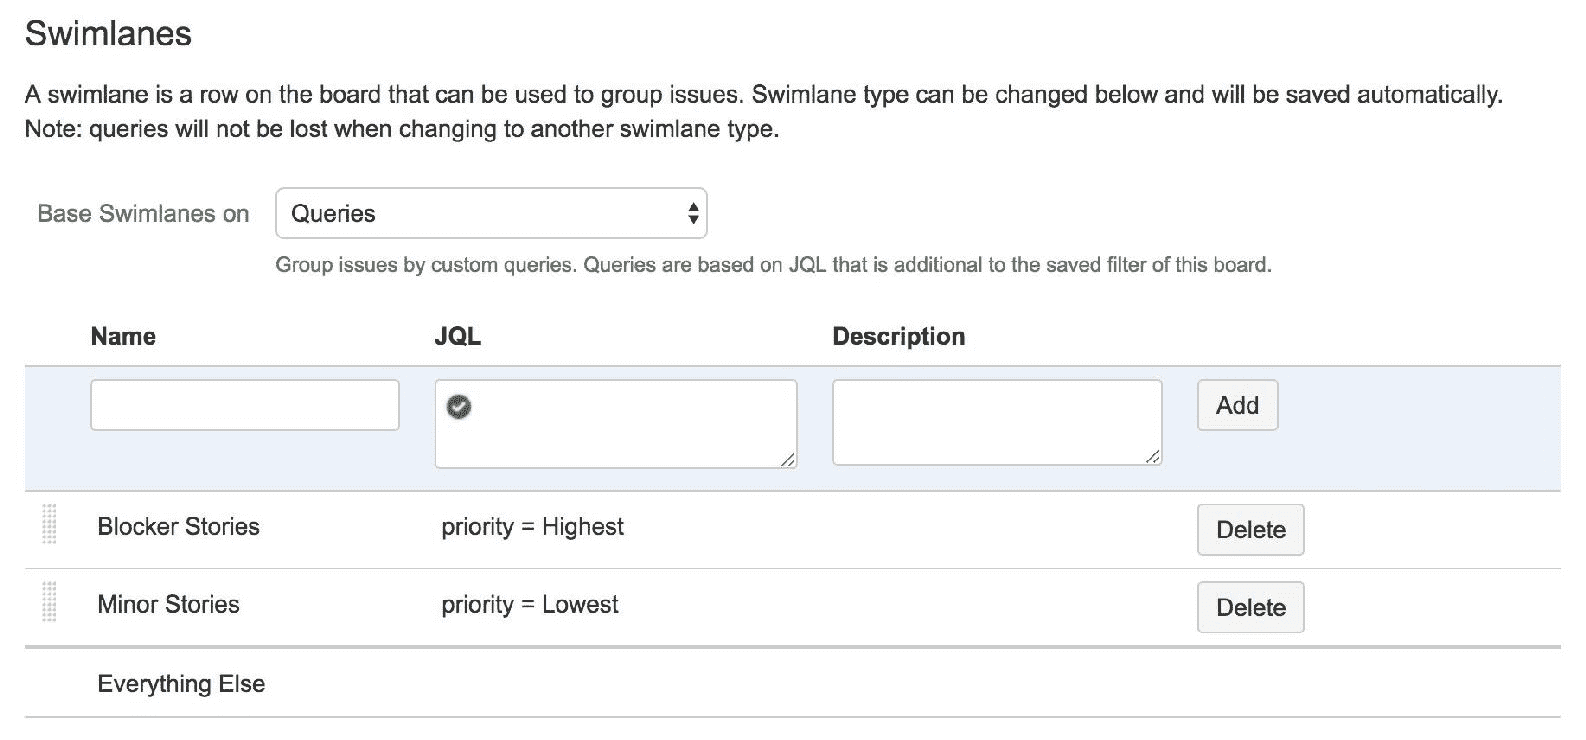 Swimlanes
A swimlane is a row on the board that can be used to group issues. Swimlane type can be changed below and will be saved automatically.
Note: queries will not be lost when changing to another swimlane type.
Base Swimlanes on Queries
Group issues by custom queries. Queries are based on JQL that is additional to the saved filter of this board.
Name JQL Description
Add
Blocker Stories priority = Highest Delete
Minor Stories priority = Lowest Delete
Everything Else